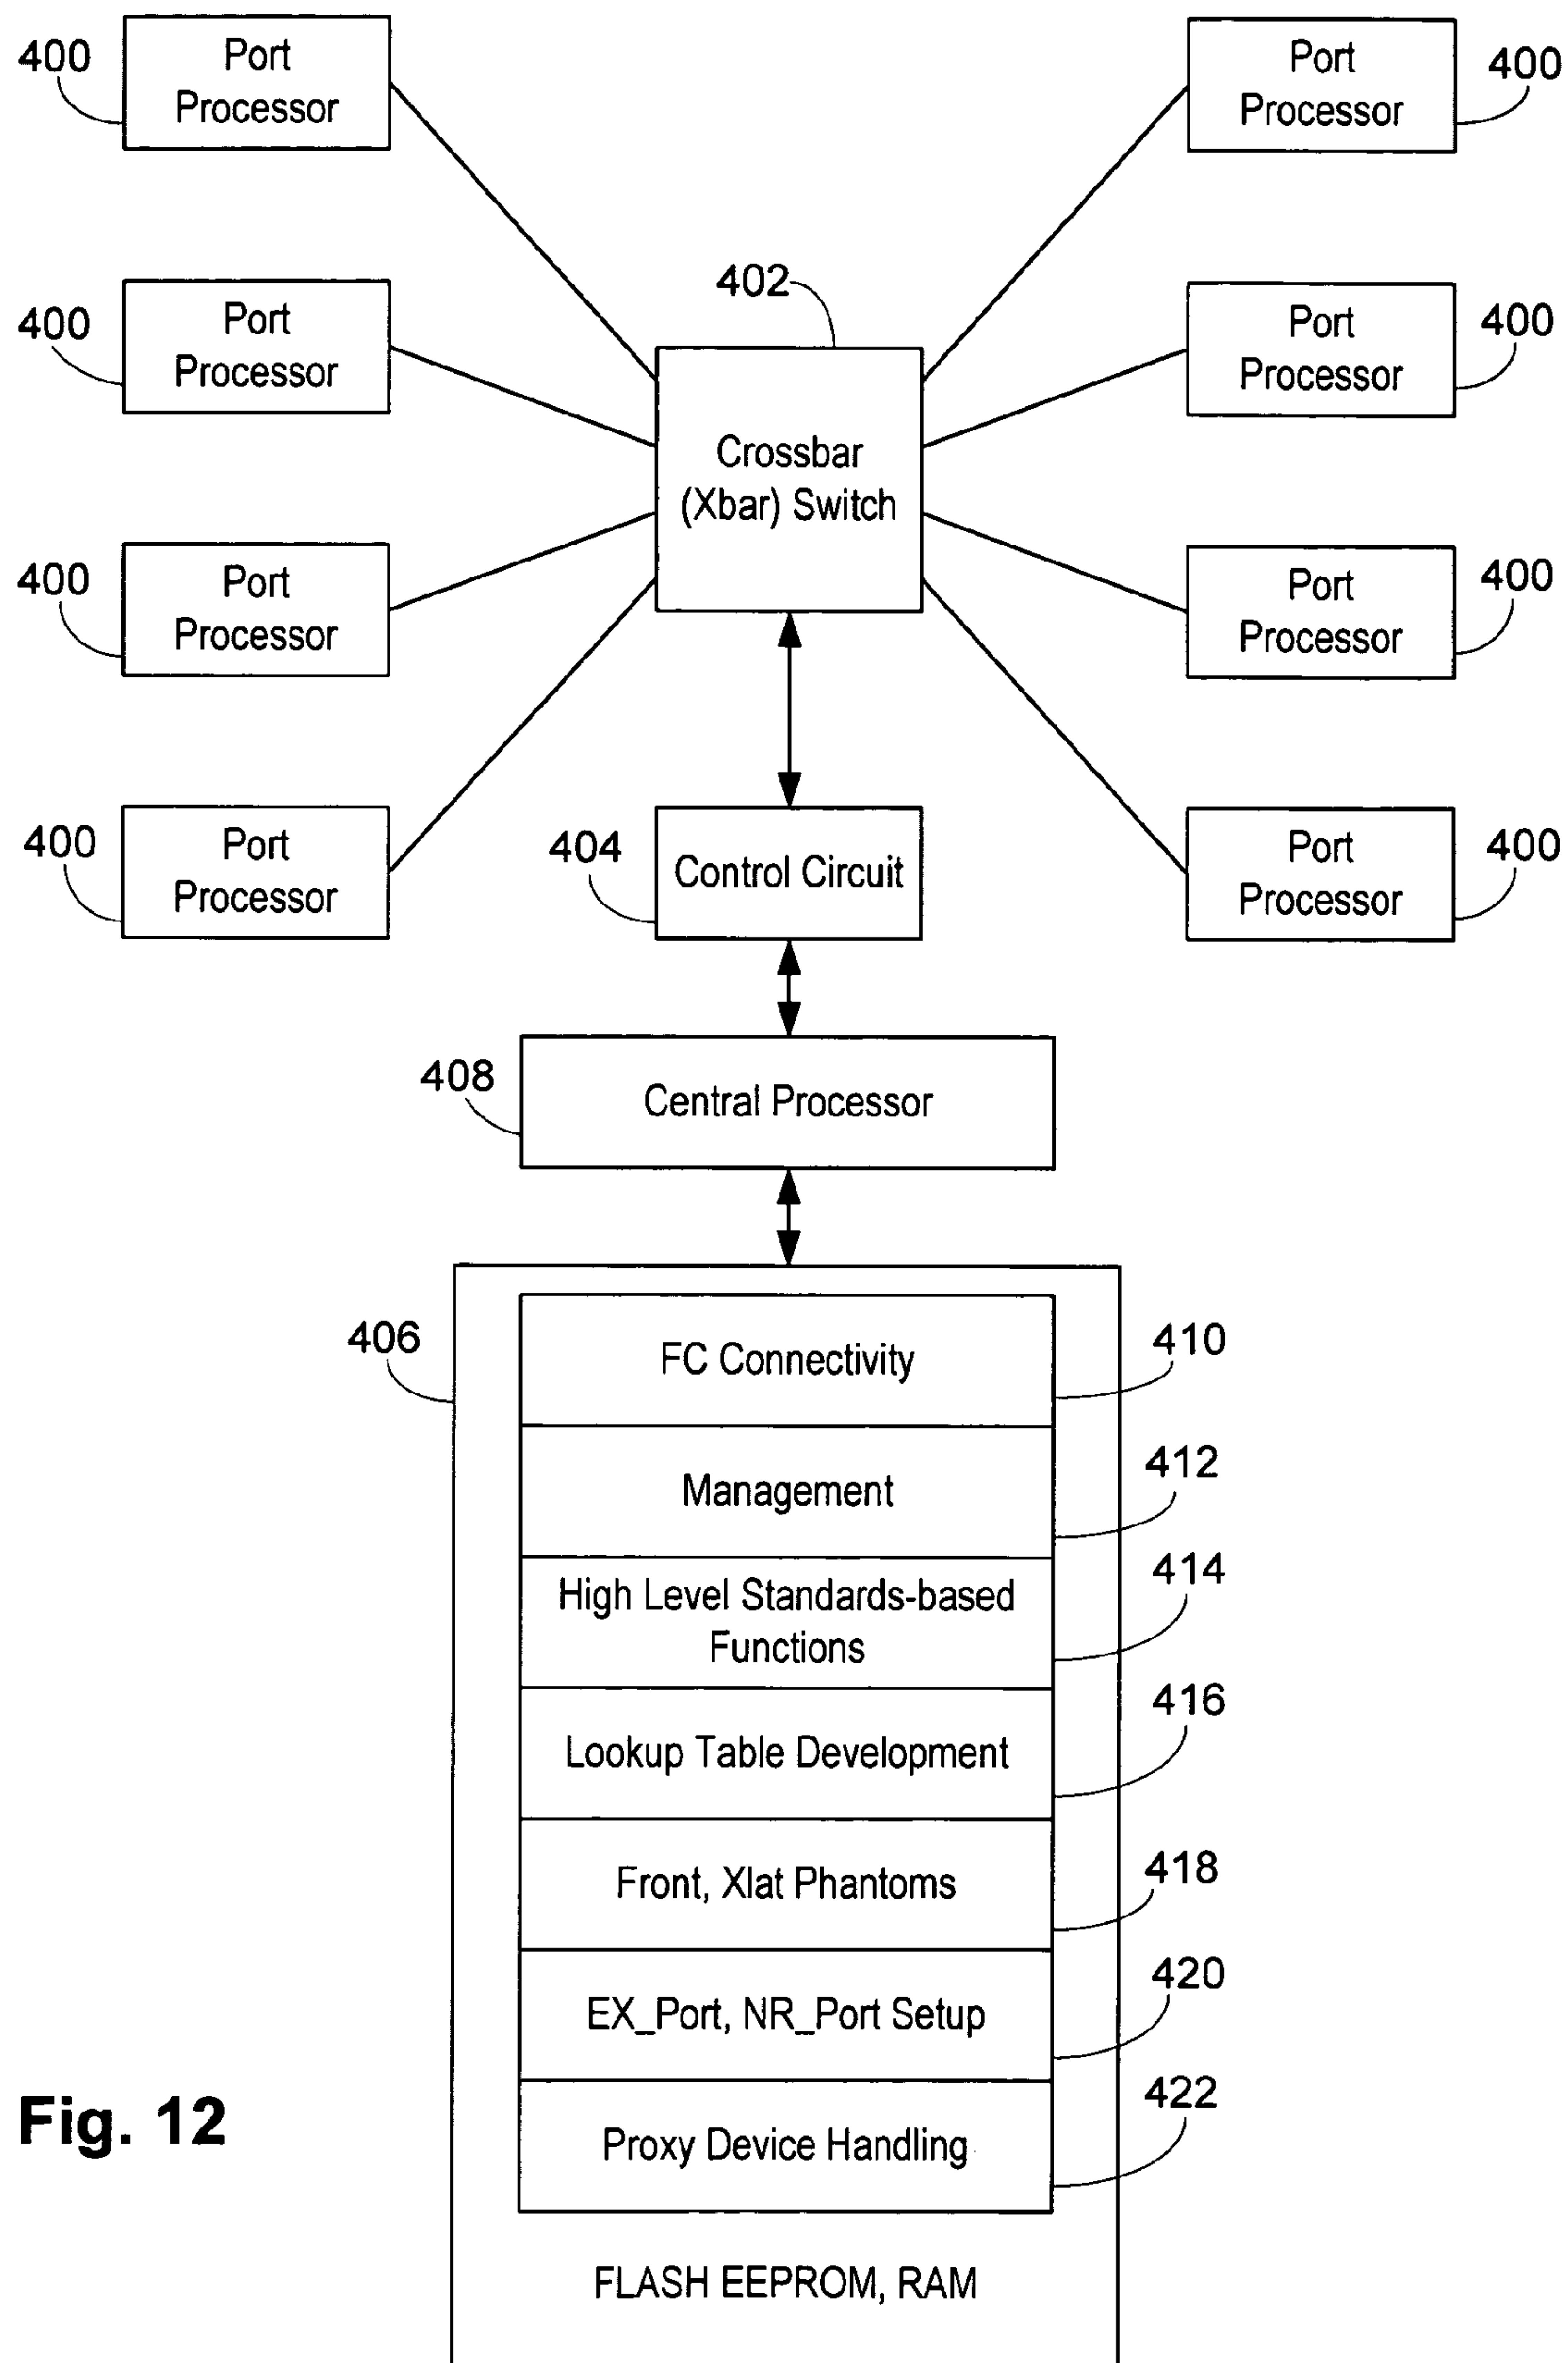 400
Port
Processor
Port
Processor
400
400
Port
Processor
402
Port
Processor
400
Crossbar
(Xbar) Switch
400
Port
Processor
Port
Processor
400
400
Port
Processor
404
Control Circuit
Port
Processor
400
408
Central Processor
406
FC Connectivity
410
Management
412
High Level Standards-based
Functions
414
Lookup Table Development
416
Front, Xlat Phantoms
418
EX_Port, NR_Port Setup
420
Proxy Device Handling
422
Fig. 12
FLASH EEPROM, RAM